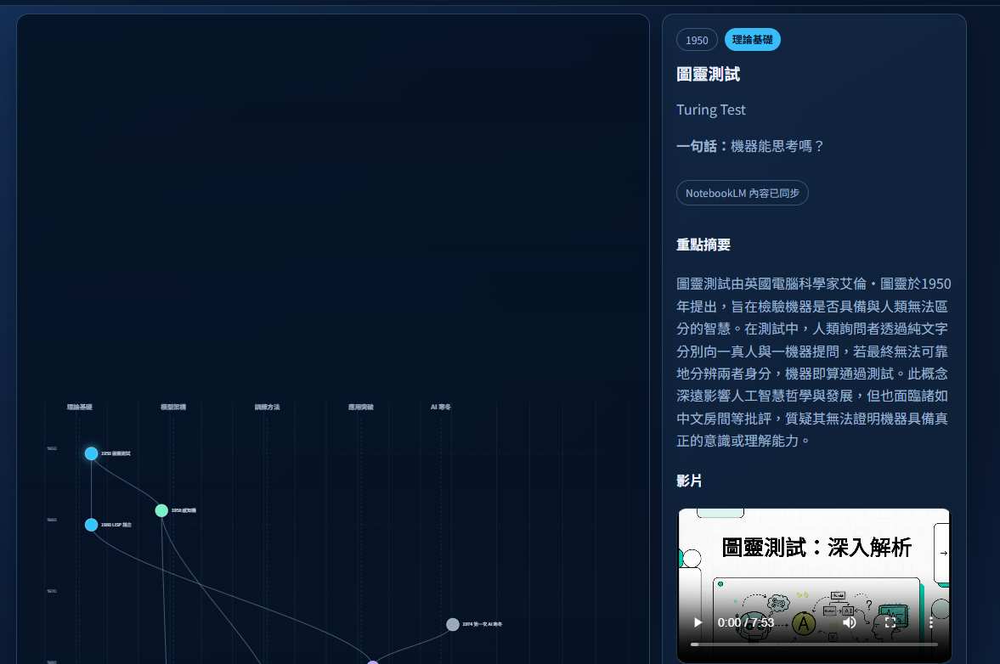 1950
理論基礎
圖靈測試
Turing Test
一句話：機器能思考嗎？
NotebookLM 內容已同步
重點摘要
圖靈測試由英國電腦科學家艾倫·圖靈於1950
年提出，旨在檢驗機器是否具備與人類無法區
分的智慧。在測試中，人類詢問者透過純文字
分別向一真人與一機器提問，若最終無法可靠
地分辨兩者身分，機器即算通過測試。此概念
深遠影響人工智慧哲學與發展，但也面臨諸如
中文房間等批評，質疑其無法證明機器具備真
正的意識或理解能力。
影片
圖靈測試：深入解析
A
AI
?
0:00 / 7:53
理論基礎 模型架構 訓練方法 應用突破 AI 寒冬
1950
1950 圖靈測試
1958 感知機
1960
1960 LISP 語言
1970
1974 第一次 AI 寒冬
1980